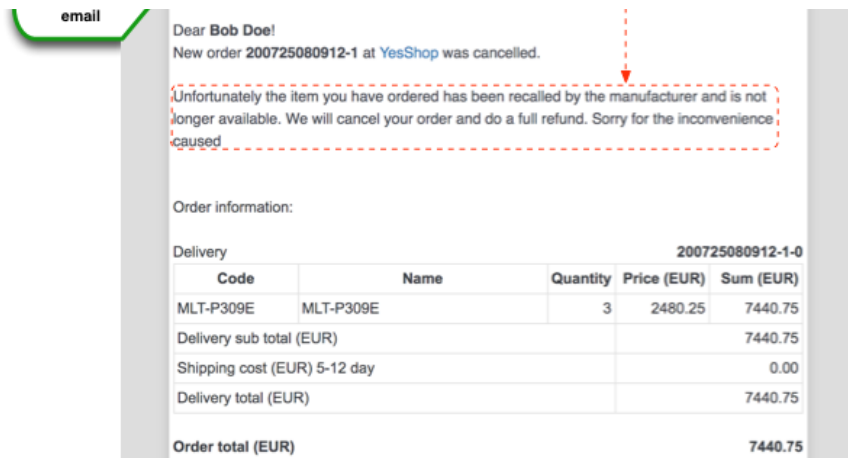 email
Dear Bob Doe!
New order 200725080912-1 at YesShop was cancelled.
Unfortunately the item you have ordered has been recalled by the manufacturer and is not
longer available. We will cancel your order and do a full refund. Sorry for the inconvenience
caused
Order information:
Delivery 200725080912-1-0
Code Name Quantity Price (EUR) Sum (EUR)
MLT-P309E MLT-P309E 3 2480.25 7440.75
Delivery sub total (EUR) 7440.75
Shipping cost (EUR) 5-12 day 0.00
Delivery total (EUR) 7440.75
Order total (EUR) 7440.75